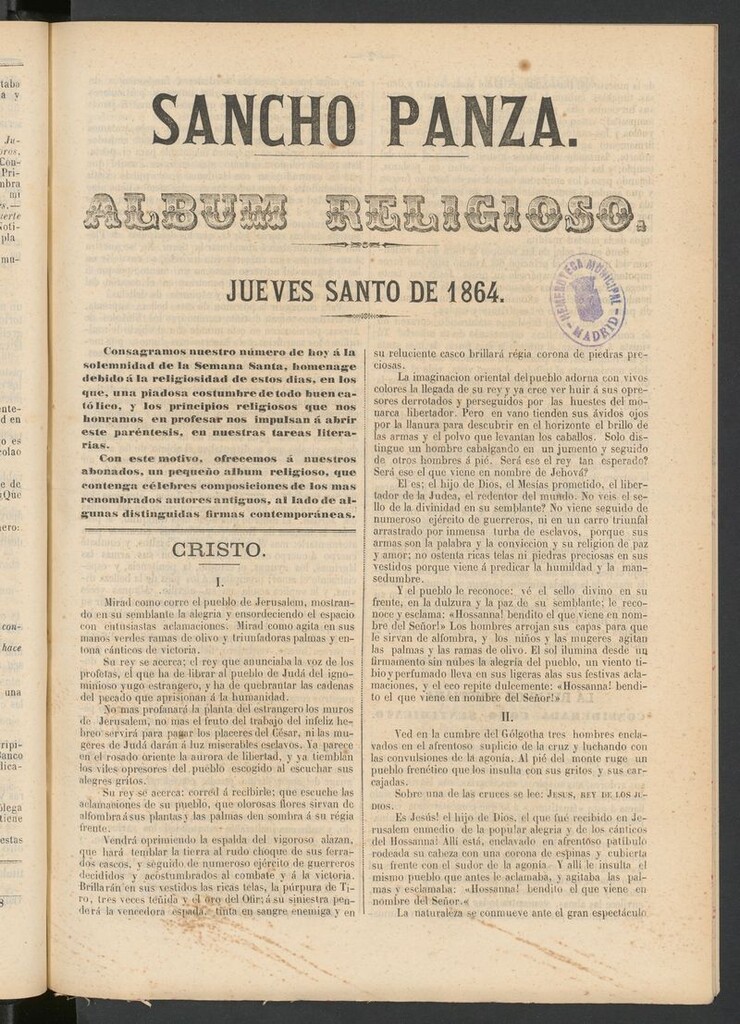 SANCHO PANZA.
ALBUM RELIGIOSO.
JUEVES SANTO DE 1864.
HEMEROTECA MUNICIPAL
MADRID
Consagramos nuestro número de hoy á la
solemnidad de la Semana Santa, homenage
debido á la religiosidad de estos dias, en los
que, una piadosa costumbre de todo buen ca-
tólico, y los principios religiosos que nos
honramos en profesar nos impulsan á abrir
este paréntesis, en nuestras tareas litera-
rias.
Con este motivo, ofrecemos á nuestros
abonados, un pequeño album religioso, que
contenga célebres composiciones de los mas
renombrados autores antiguos, al lado de al-
gunas distinguidas firmas contemporáneas.
CRISTO.
I.
Mirad como corre el pueblo de Jerusalem, mostran-
do en su semblante la alegria y ensordeciendo el espacio
con entusiastas aclamaciones. Mirad como agita en sus
manos verdes ramas de olivo y triunfadoras palmas y en-
tona cánticos de victoria.
Su rey se acerca; el rey que anunciaba la voz de los
profetas, el que ha de librar al pueblo de Judá del igno-
minioso yugo estrangero, y ha de quebrantar las cadenas
del pecado que aprisionan á la humanidad.
No mas profanará la planta del estrangero los muros
de Jerusalem, no mas el fruto del trabajo del infeliz he-
breo servirá para pagar los placeres del César, ni las mu-
geres de Judá darán á luz miserables esclavos. Ya parece
en el rosado oriente la aurora de libertad, y ya tiemblan
los viles opresores del pueblo escogido al escuchar sus
alegres gritos.
Su rey se acerca: corred á recibirle; que escuche las
aclamaciones de su pueblo, que olorosas flores sirvan de
alfombra á sus plantas y las palmas den sombra á su régia
frente.
Vendrá oprimiendo la espalda del vigoroso alazan,
que hará temblar la tierra al rudo choque de sus ferra-
dos cascos, y seguido de numeroso ejército de guerreros
decididos y acostumbrados al combate y á la victoria.
Brillarán en sus vestidos las ricas telas, la púrpura de Ti-
ro, tres veces teñida y el oro del Ofir; á su siniestra pen-
derá la vencedora espada, tinta en sangre enemiga y en
su reluciente casco brillará régia corona de piedras pre-
ciosas.
La imaginacion oriental del pueblo adorna con vivos
colores la llegada de su rey y ya cree ver huir á sus opre-
sores derrotados y perseguidos por las huestes del mo-
narca libertador. Pero en vano tienden sus ávidos ojos
por la llanura para descubrir en el horizonte el brillo de
las armas y el polvo que levantan los caballos. Solo dis-
tingue un hombre cabalgando en un jumento y seguido
de otros hombres á pié. Será ese el rey tan esperado?
Será ese el que viene en nombre de Jehová?
El es; el hijo de Dios, el Mesías prometido, el liber-
tador de la Judea, el redentor del mundo. No veis el se-
llo de la divinidad en su semblante? No viene seguido de
numeroso ejército de guerreros, ni en un carro triunfal
arrastrado por inmensa turba de esclavos, porque sus
armas son la palabra y la conviccion y su religion de paz
y amor; no ostenta ricas telas ni piedras preciosas en sus
vestidos porque viene á predicar la humildad y la man-
sedumbre.
Y el pueblo le reconoce: vé el sello divino en su
frente, en la dulzura y la paz de su semblante; le reco-
noce y esclama: «Hossanna! bendito el que viene en nom-
bre del Señor!» Los hombres arrojan sus capas para que
le sirvan de alfombra, y los niños y las mugeres agitan
las palmas y las ramas de olivo. El sol ilumina desde un
firmamento sin nubes la alegría del pueblo, un viento ti-
bio y perfumado lleva en sus ligeras alas sus festivas acla-
maciones, y el eco repite dulcemente: «Hossanna! bendi-
to el que viene en nombre del Señor!»
II.
Ved en la cumbre del Gólgotha tres hombres encla-
vados en el afrentoso suplicio de la cruz y luchando con
las convulsiones de la agonía. Al pié del monte ruge un
pueblo frenético que los insulta con sus gritos y sus car-
cajadas.
Sobre una de las cruces se lee: JESUS, REY DE LOS JU-
DIOS.
Es Jesús! el hijo de Dios, el que fué recibido en Je-
rusalem enmedio de la popular alegria y de los cánticos
del Hossanna! Allí está, enclavado en afrentoso patíbulo
rodeada su cabeza con una corona de espinas y cubierta
su frente con el sudor de la agonía. Y allí le insulta el
mismo pueblo que antes le aclamaba, y agitaba las pal-
mas y esclamaba: «Hossanna! bendito el que viene en
nombre del Señor.«
La naturaleza se conmueve ante el gran espectáculo